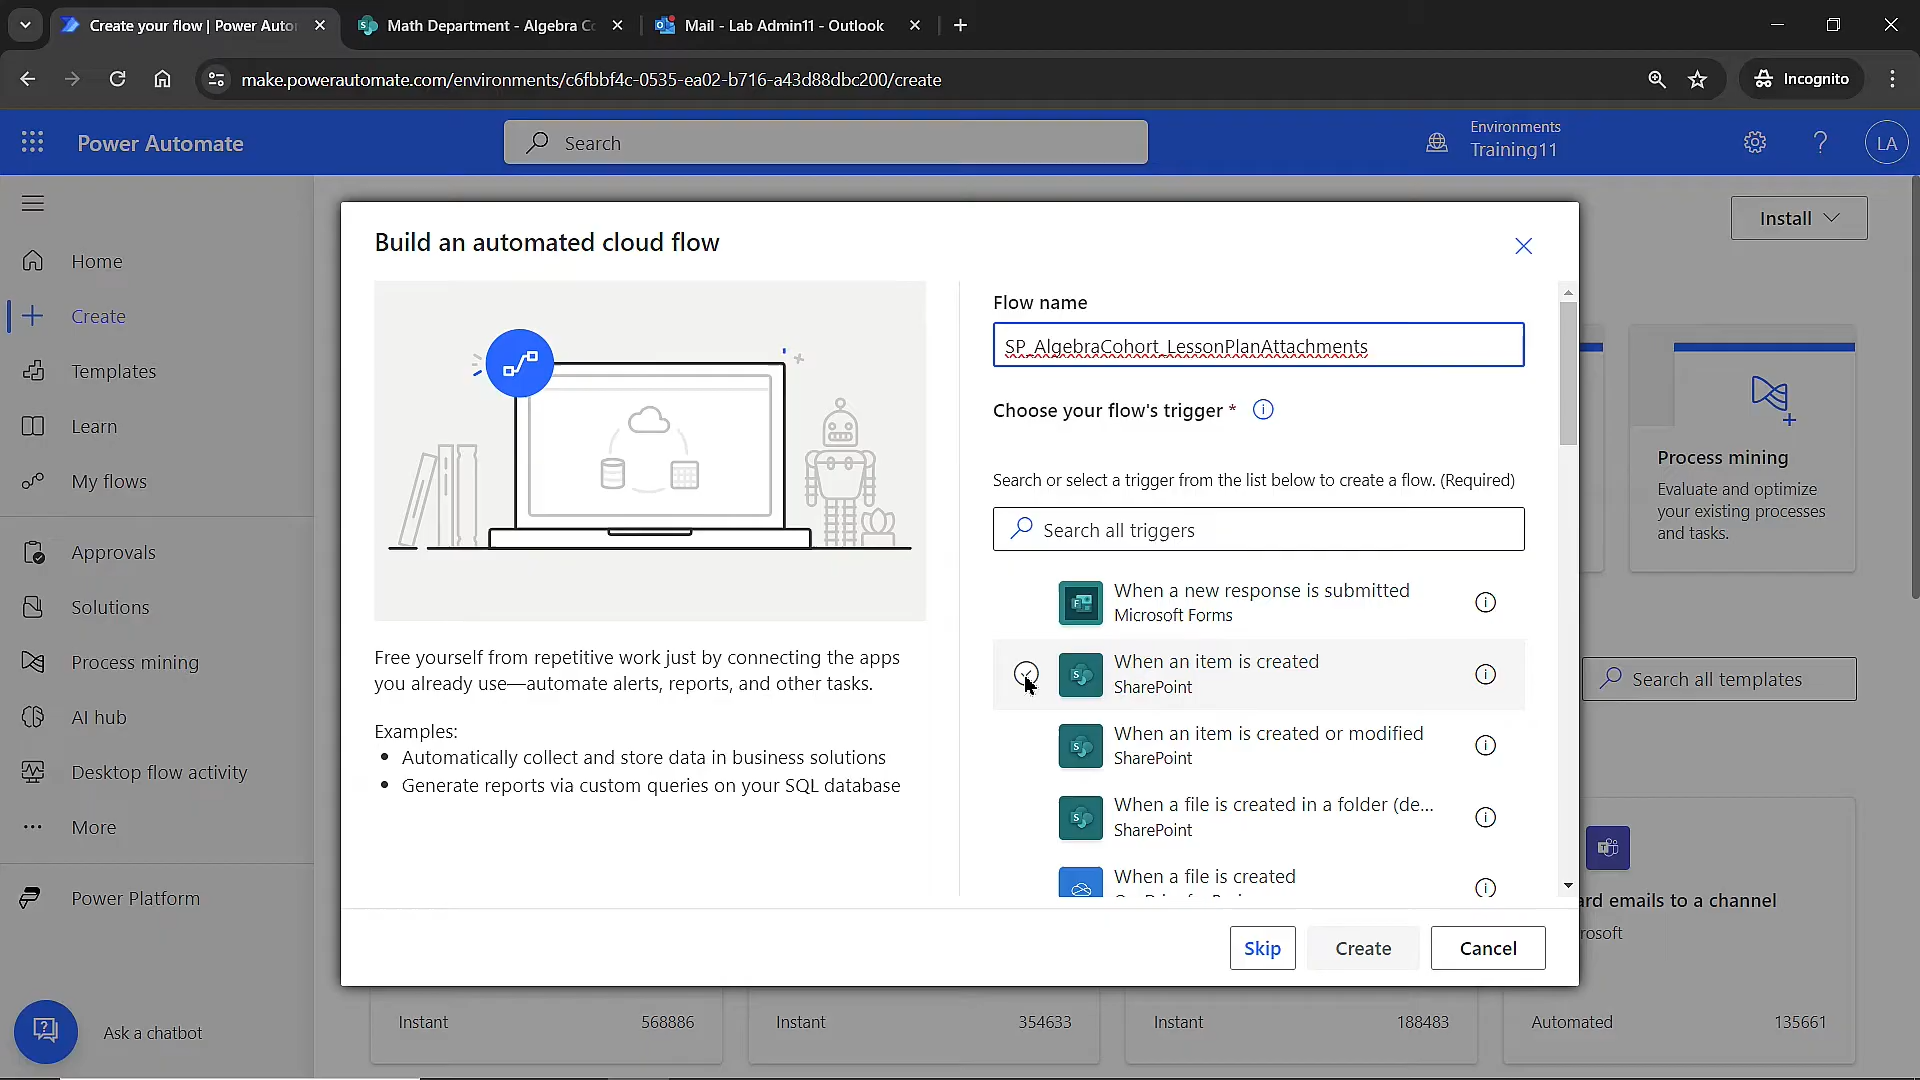 Create your flow | Power Auto
Math Department - Algebra Co
Mail - Lab Admin11 - Outlook
make.powerautomate.com/environments/c6fbbf4c-0535-ea02-b716-a43d88dbc200/create
Incognito
Power Automate
Search
Environments
Training11
LA
Install
Home
Create
Templates
Learn
My flows
Approvals
Solutions
Process mining
AI hub
Desktop flow activity
More
Power Platform
Ask a chatbot
Build an automated cloud flow
Free yourself from repetitive work just by connecting the apps
you already use—automate alerts, reports, and other tasks.
Examples:
• Automatically collect and store data in business solutions
• Generate reports via custom queries on your SQL database
Flow name
SP_AlgebraCohort_LessonPlanAttachments
Choose your flow's trigger *
Search or select a trigger from the list below to create a flow. (Required)
Search all triggers
When a new response is submitted
Microsoft Forms
When an item is created
SharePoint
When an item is created or modified
SharePoint
When a file is created in a folder (de...
SharePoint
When a file is created
Skip
Create
Cancel
Process mining
Evaluate and optimize
your existing processes
and tasks.
Search all templates
ard emails to a channel
rosoft
Instant
568886
Instant
354633
Instant
188483
Automated
135661